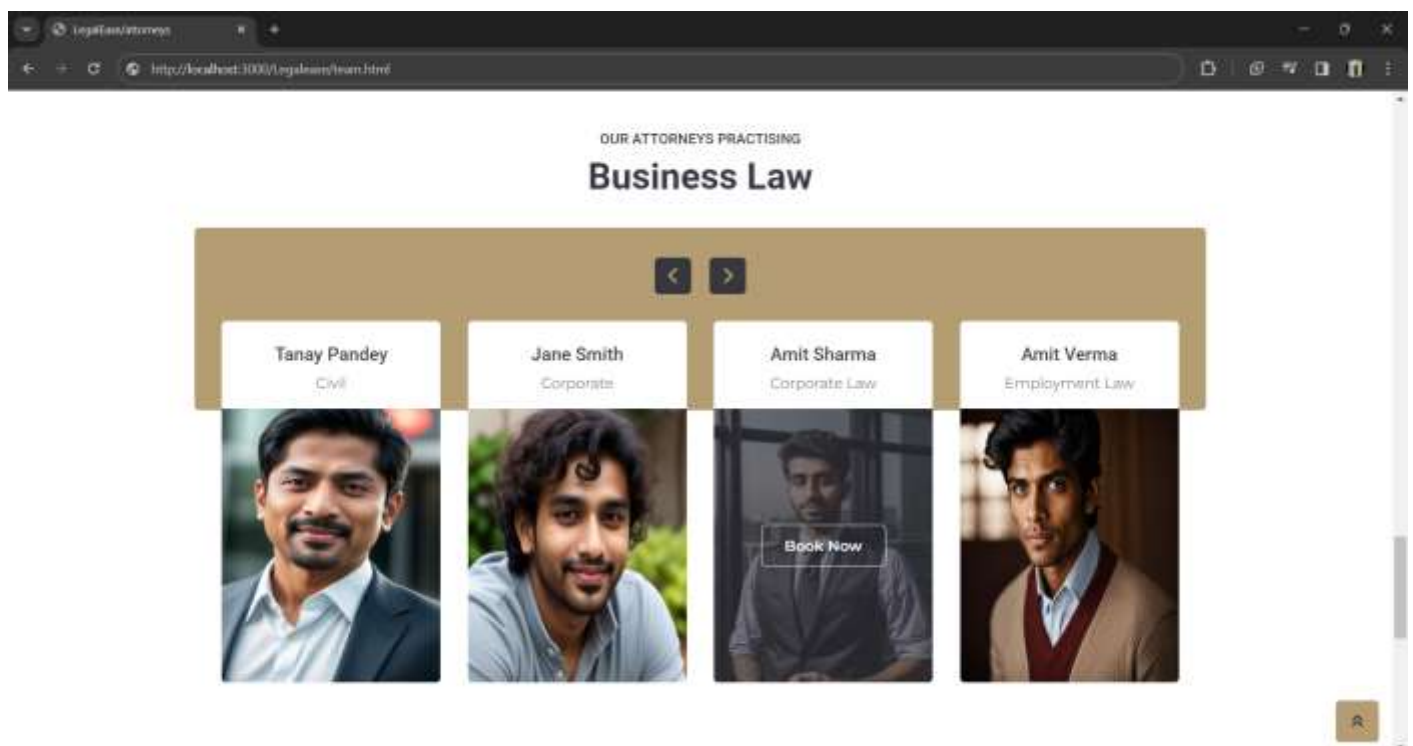 LegalEase/attorneys
http://localhost:3000/Legalease/team.html
OUR ATTORNEYS PRACTISING
Business Law
Tanay Pandey
Civil
Jane Smith
Corporate
Amit Sharma
Corporate Law
Amit Verma
Employment Law
Book Now